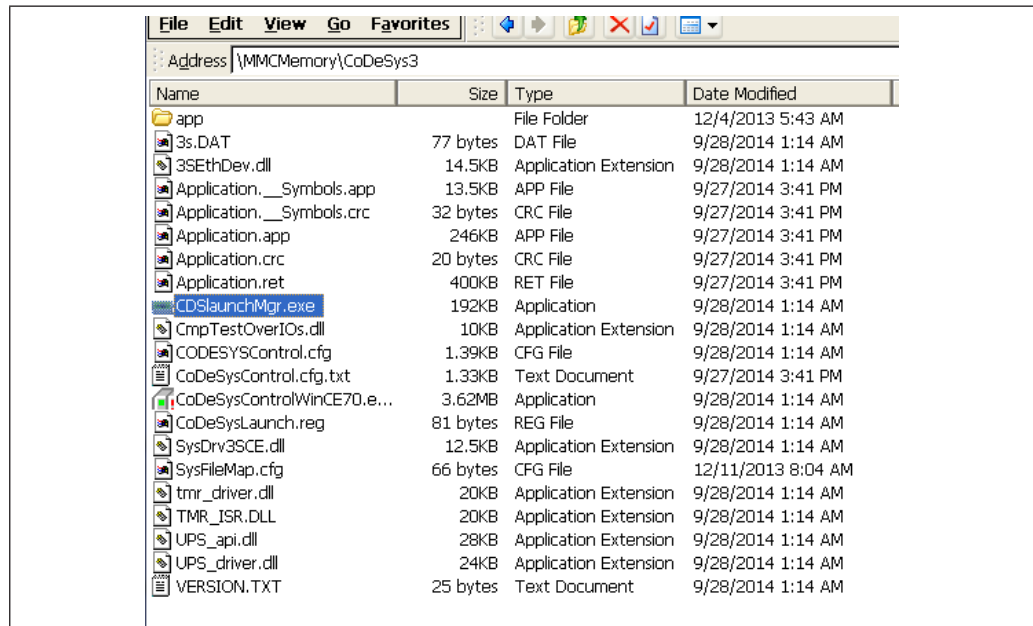 File Edit View Go Favorites
Address \MMCMemory\CoDeSys3
Name Size Type Date Modified
app File Folder 12/4/2013 5:43 AM
3s.DAT 77 bytes DAT File 9/28/2014 1:14 AM
3SEthDev.dll 14.5KB Application Extension 9/28/2014 1:14 AM
Application.__Symbols.app 13.5KB APP File 9/27/2014 3:41 PM
Application.__Symbols.crc 32 bytes CRC File 9/27/2014 3:41 PM
Application.app 246KB APP File 9/27/2014 3:41 PM
Application.crc 20 bytes CRC File 9/27/2014 3:41 PM
Application.ret 400KB RET File 9/27/2014 3:41 PM
CDSlaunchMgr.exe 192KB Application 9/28/2014 1:14 AM
CmpTestOverIOs.dll 10KB Application Extension 9/28/2014 1:14 AM
CODESYSControl.cfg 1.39KB CFG File 9/28/2014 1:14 AM
CoDeSysControl.cfg.txt 1.33KB Text Document 9/27/2014 3:41 PM
CoDeSysControlWinCE70.e... 3.62MB Application 9/28/2014 1:14 AM
CoDeSysLaunch.reg 81 bytes REG File 9/28/2014 1:14 AM
SysDrv3SCE.dll 12.5KB Application Extension 9/28/2014 1:14 AM
SysFileMap.cfg 66 bytes CFG File 12/11/2013 8:04 AM
tmr_driver.dll 20KB Application Extension 9/28/2014 1:14 AM
TMR_ISR.DLL 20KB Application Extension 9/28/2014 1:14 AM
UPS_api.dll 28KB Application Extension 9/28/2014 1:14 AM
UPS_driver.dll 24KB Application Extension 9/28/2014 1:14 AM
VERSION.TXT 25 bytes Text Document 9/28/2014 1:14 AM